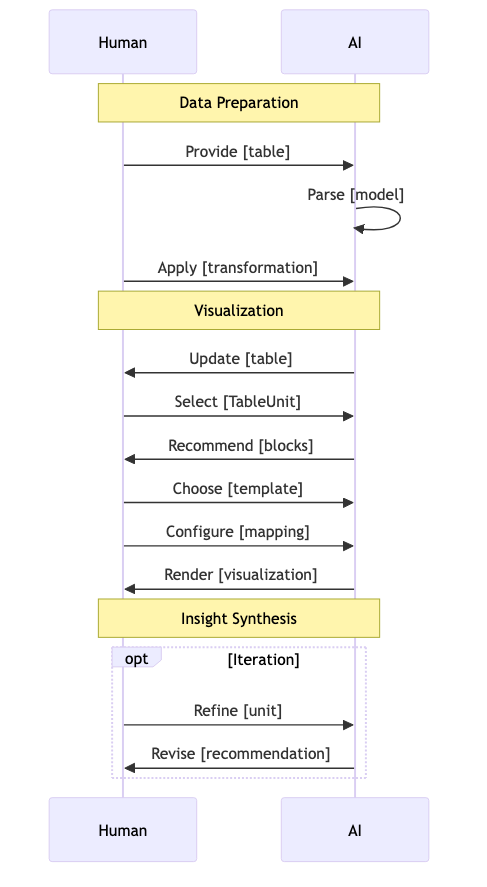 Human
AI
Data Preparation
Provide [table]
Parse [model]
Apply [transformation]
Visualization
Update [table]
Select [TableUnit]
Recommend [blocks]
Choose [template]
Configure [mapping]
Render [visualization]
Insight Synthesis
opt
[Iteration]
Refine [unit]
Revise [recommendation]
Human
AI